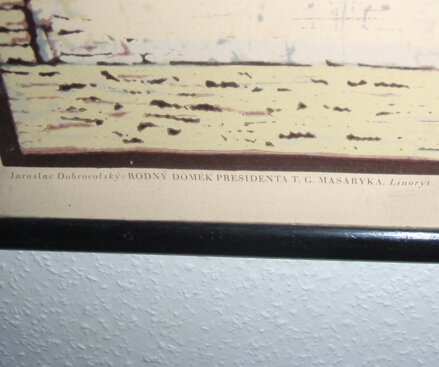 Jaroslav Dobrovolský: RODNÝ DOMEK PRESIDENTA T. G. MASARYKA. Linoryt